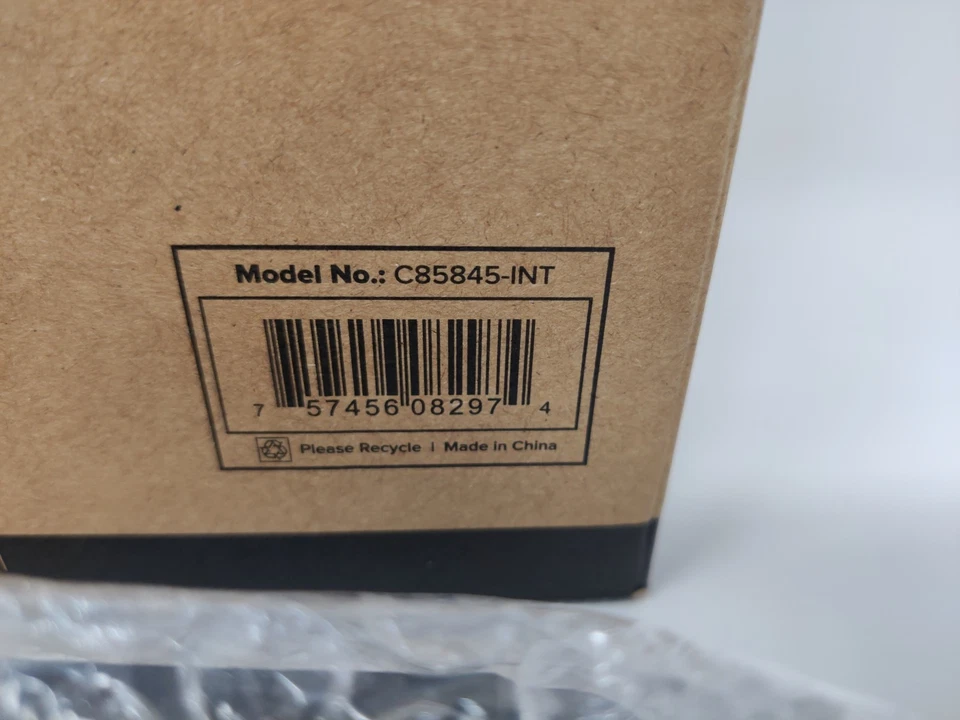 Model No.: C85845-INT
7 57456 08297 4
Please Recycle | Made in China